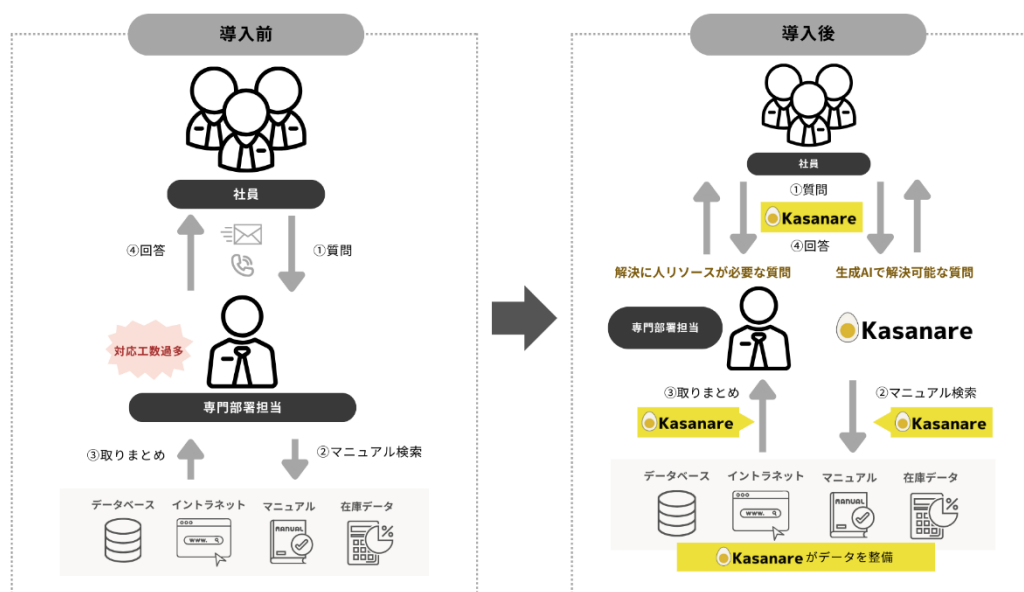 導入前
社員
④回答
①質問
対応工数過多
専門部署担当
③取りまとめ
②マニュアル検索
データベース
イントラネット
マニュアル
在庫データ
www.
MANUAL
%
導入後
社員
①質問
Kasanare
④回答
解決に人リソースが必要な質問
生成AIで解決可能な質問
専門部署担当
Kasanare
③取りまとめ
Kasanare
②マニュアル検索
Kasanare
データベース
イントラネット
マニュアル
在庫データ
www.
MANUAL
%
Kasanareがデータを整備